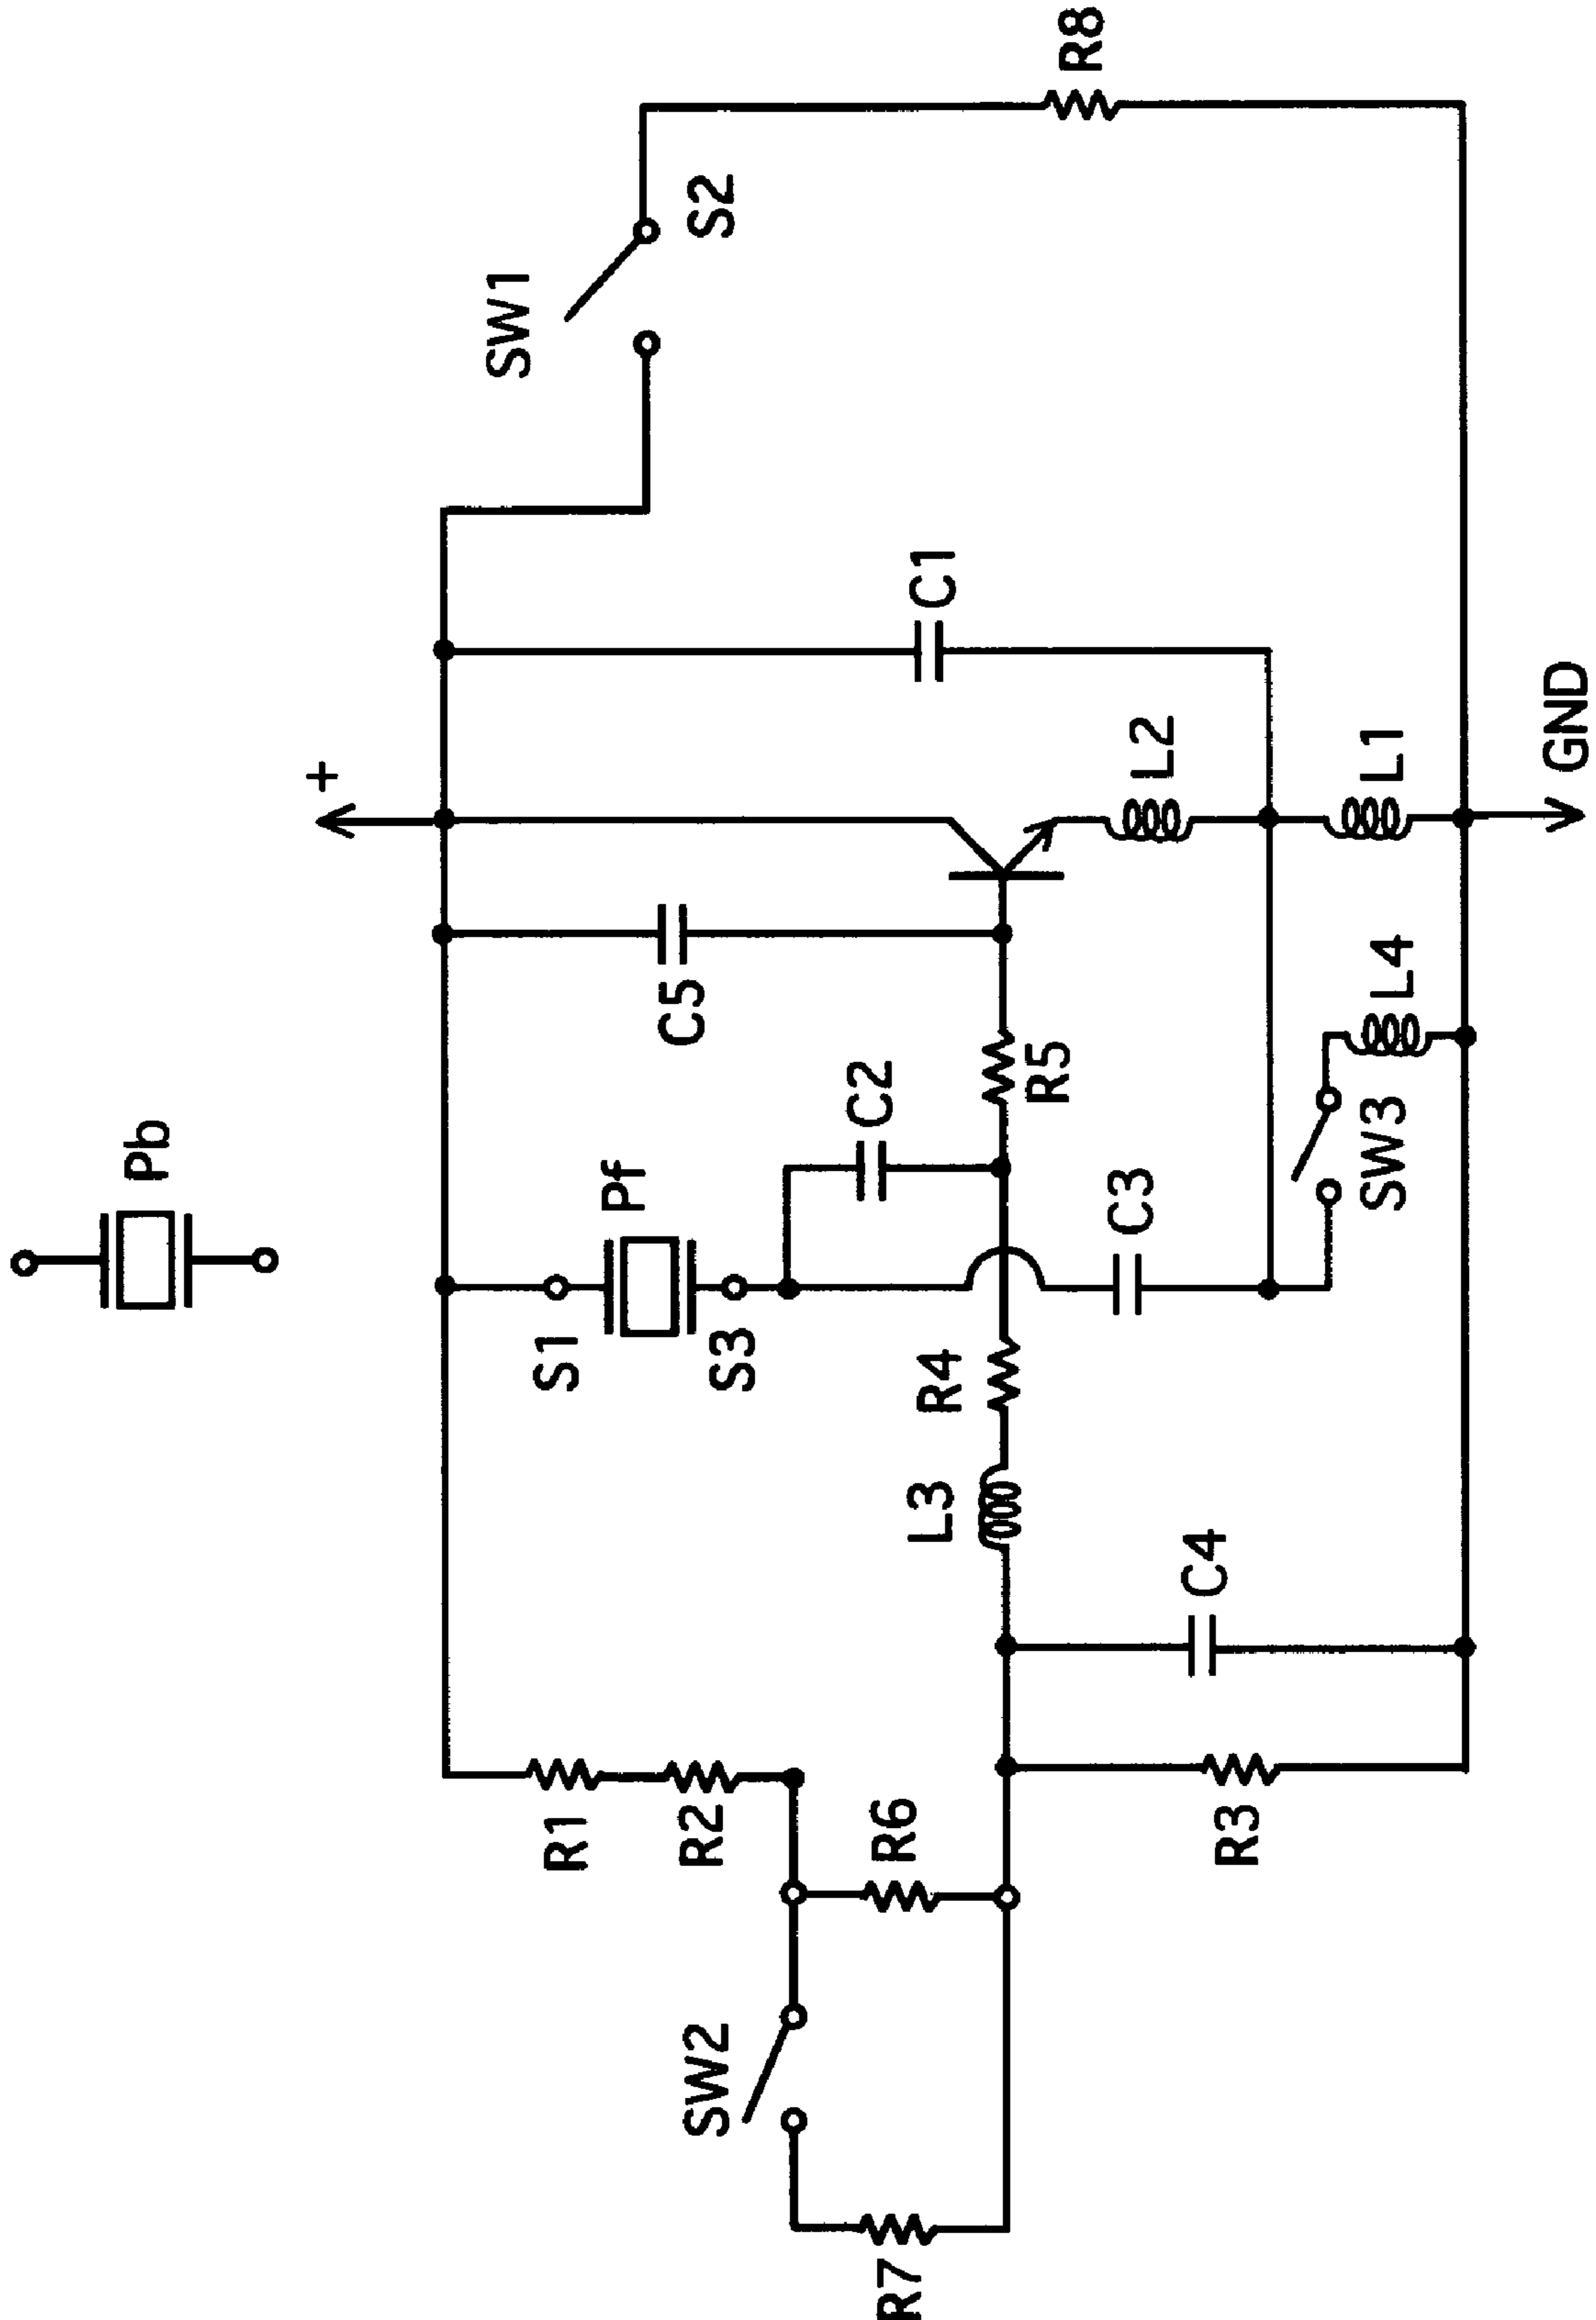 Pb
+
SW1
S2
R8
S1
Pf
S3
C5
C1
C2
R5
R4
L3
C3
L2
L1
L4
SW3
C4
R1
R2
R6
R3
SW2
R7
GND